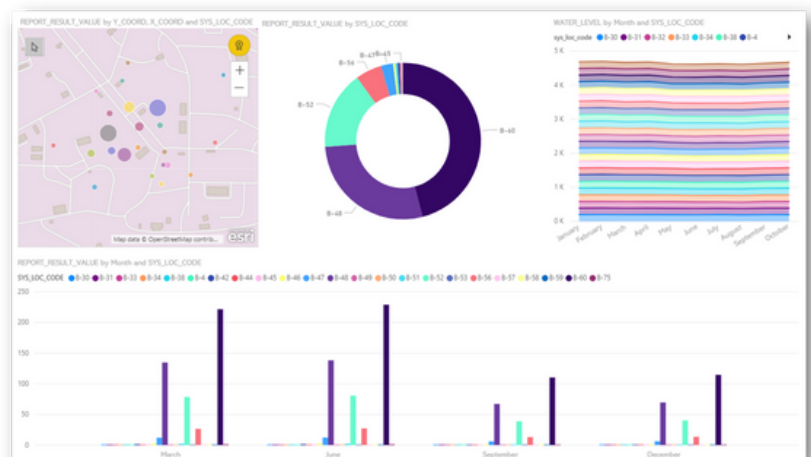 REPORT_RESULT_VALUE by Y_COORD, X_COORD and SYS_LOC_CODE
Map data © OpenStreetMap contrib...
esri
REPORT_RESULT_VALUE by SYS_LOC_CODE
B-47
B-45
B-56
B-52
B-60
B-48
WATER_LEVEL by Month and SYS_LOC_CODE
sys_loc_code B-30 B-31 B-32 B-33 B-34 B-38 B-4
5 K
4 K
3 K
2 K
1 K
0 K
January February March April May June July August September October
REPORT_RESULT_VALUE by Month and SYS_LOC_CODE
SYS_LOC_CODE B-30 B-31 B-33 B-34 B-38 B-4 B-42 B-44 B-45 B-46 B-47 B-48 B-49 B-50 B-51 B-52 B-53 B-56 B-57 B-58 B-59 B-60 B-75
250
200
150
100
50
0
March June September December